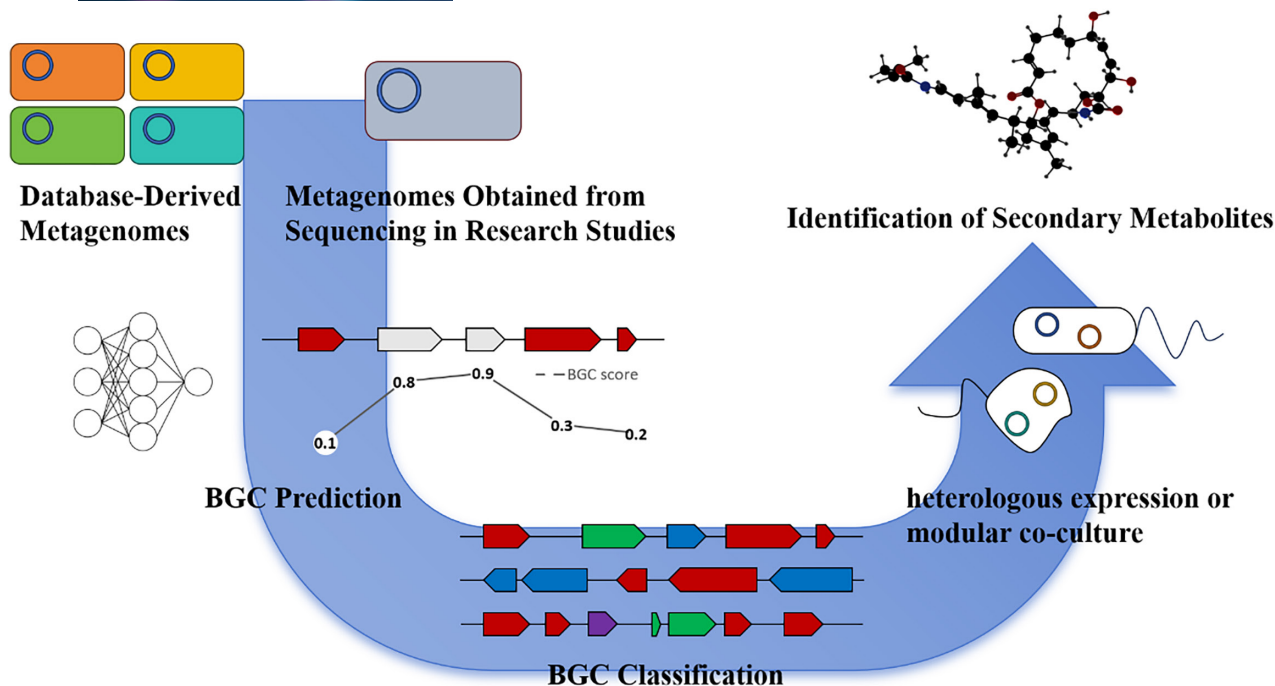 Database-Derived
Metagenomes
Metagenomes Obtained from
Sequencing in Research Studies
Identification of Secondary Metabolites
0.1
0.8
0.9
0.3
0.2
— —BGC score
BGC Prediction
heterologous expression or
modular co-culture
BGC Classification